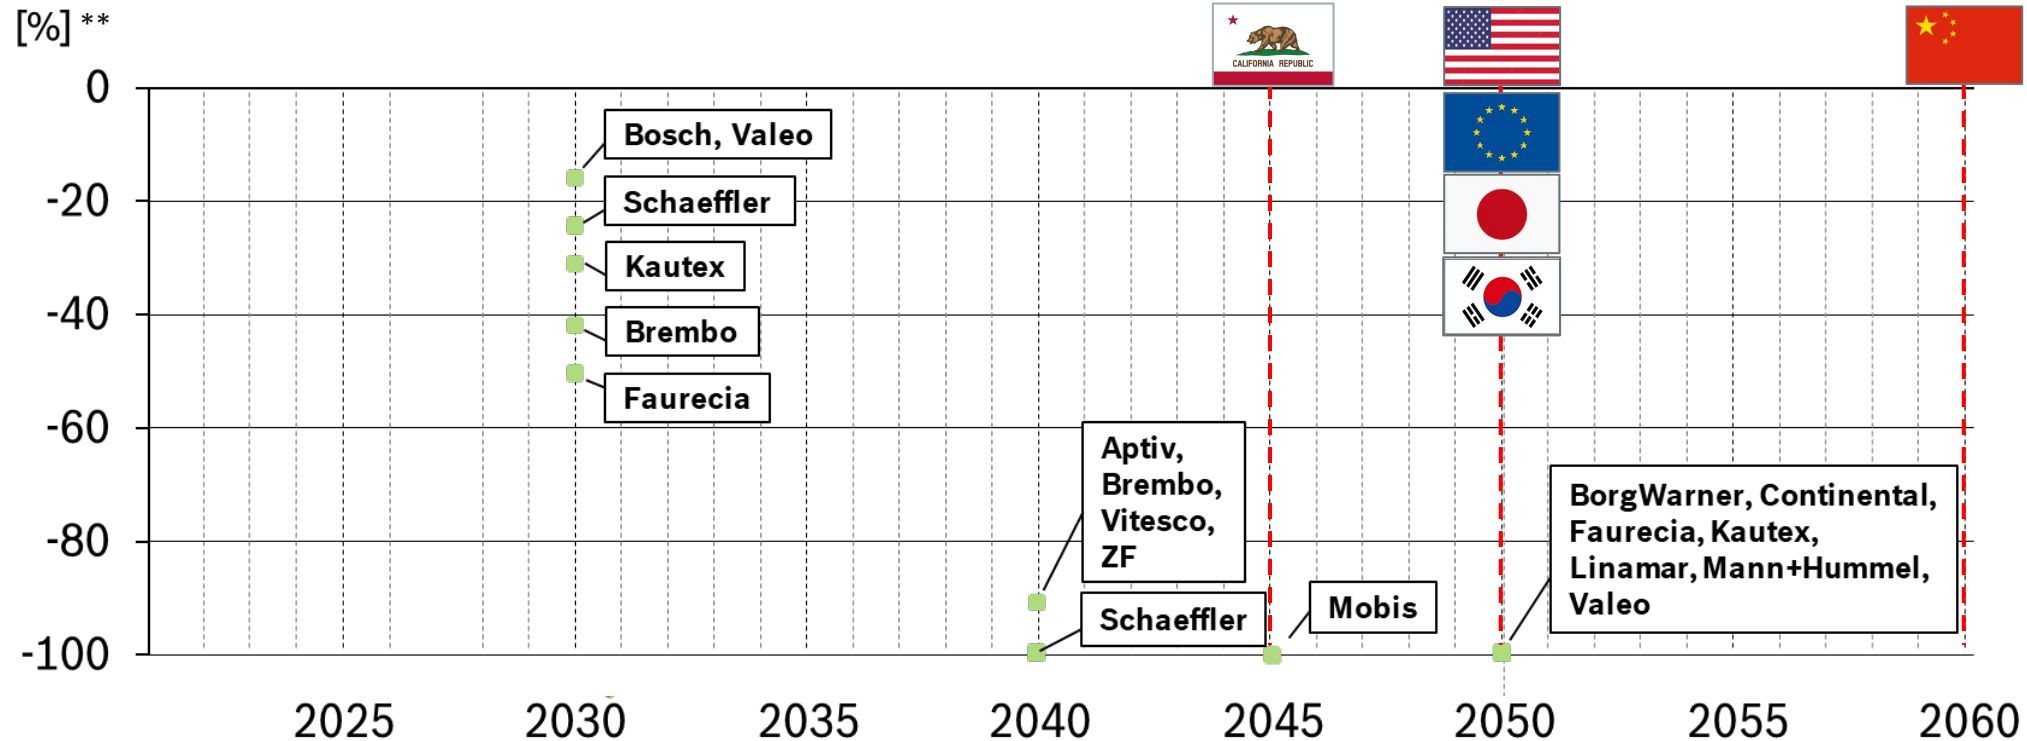 [%] **
CALIFORNIA REPUBLIC
0
-20
-40
-60
-80
-100
Bosch, Valeo
Schaeffler
Kautex
Brembo
Faurecia
Aptiv,
Brembo,
Vitesco,
ZF
Schaeffler
Mobis
BorgWarner, Continental,
Faurecia, Kautex,
Linamar, Mann+Hummel,
Valeo
2025
2030
2035
2040
2045
2050
2055
2060